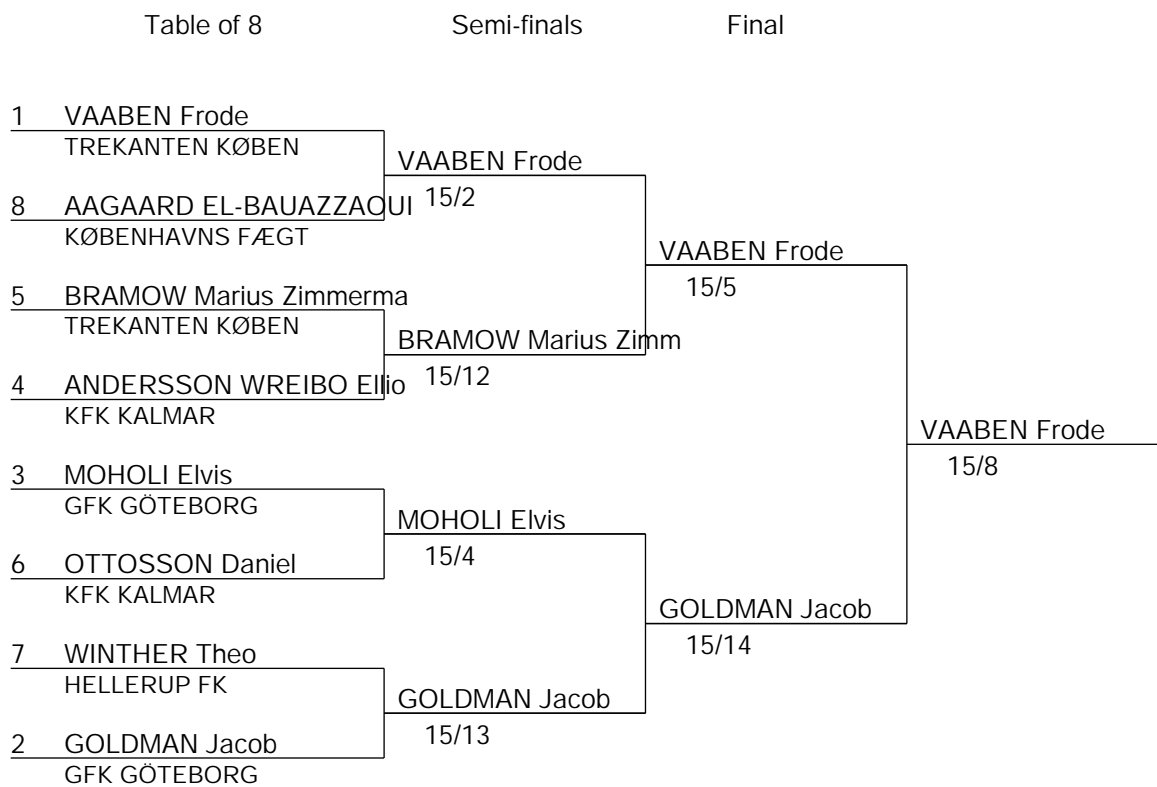 Table of 8 Semi-finals Final
1 VAABEN Frode
TREKANTEN KØBEN
VAABEN Frode
15/2
8 AAGAARD EL-BAUAZZAOUI
KØBENHAVNS FÆGT
VAABEN Frode
15/5
5 BRAMOW Marius Zimmerma
TREKANTEN KØBEN
BRAMOW Marius Zimm
15/12
4 ANDERSSON WREIBO Ellio
KFK KALMAR
VAABEN Frode
15/8
3 MOHOLI Elvis
GFK GÖTEBORG
MOHOLI Elvis
15/4
6 OTTOSSON Daniel
KFK KALMAR
GOLDMAN Jacob
15/14
7 WINTHER Theo
HELLERUP FK
GOLDMAN Jacob
15/13
2 GOLDMAN Jacob
GFK GÖTEBORG